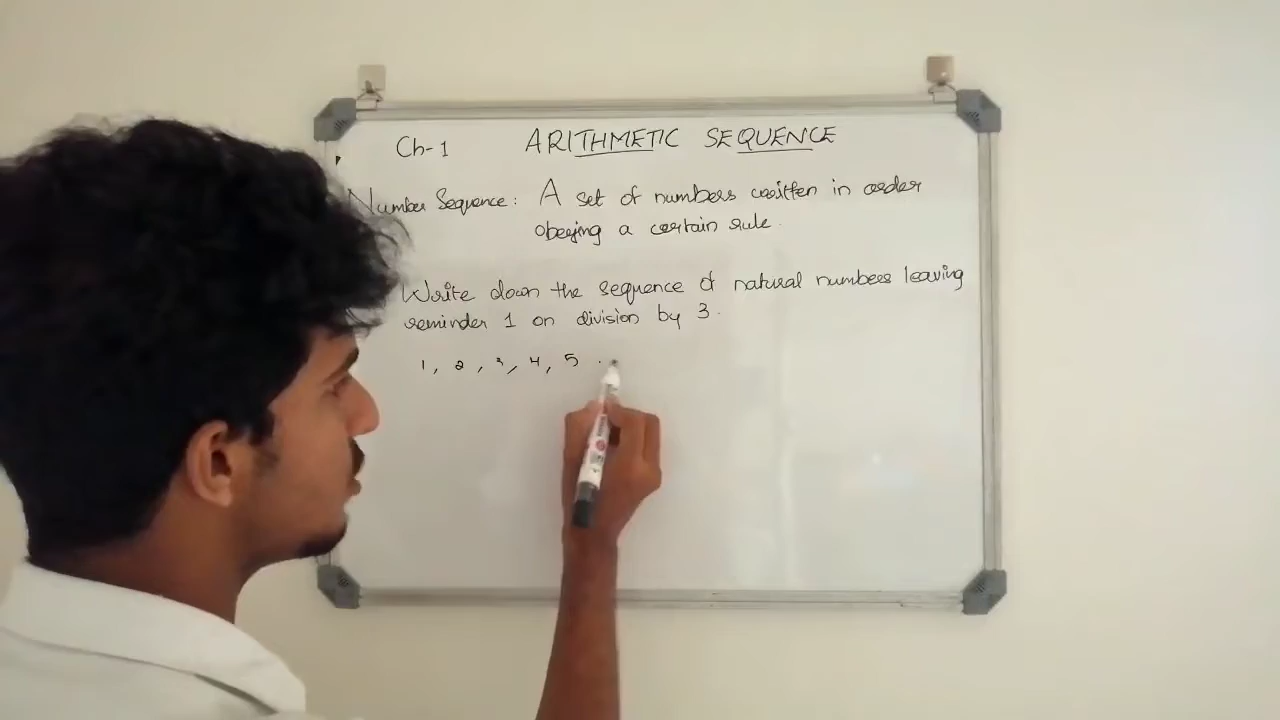 Ch-1 ARITHMETIC SEQUENCE
Number Sequence: A set of numbers written in order
obeying a certain rule.
Write down the sequence of natural numbers leaving
reminder 1 on division by 3.
1, 2, 3, 4, 5 ..